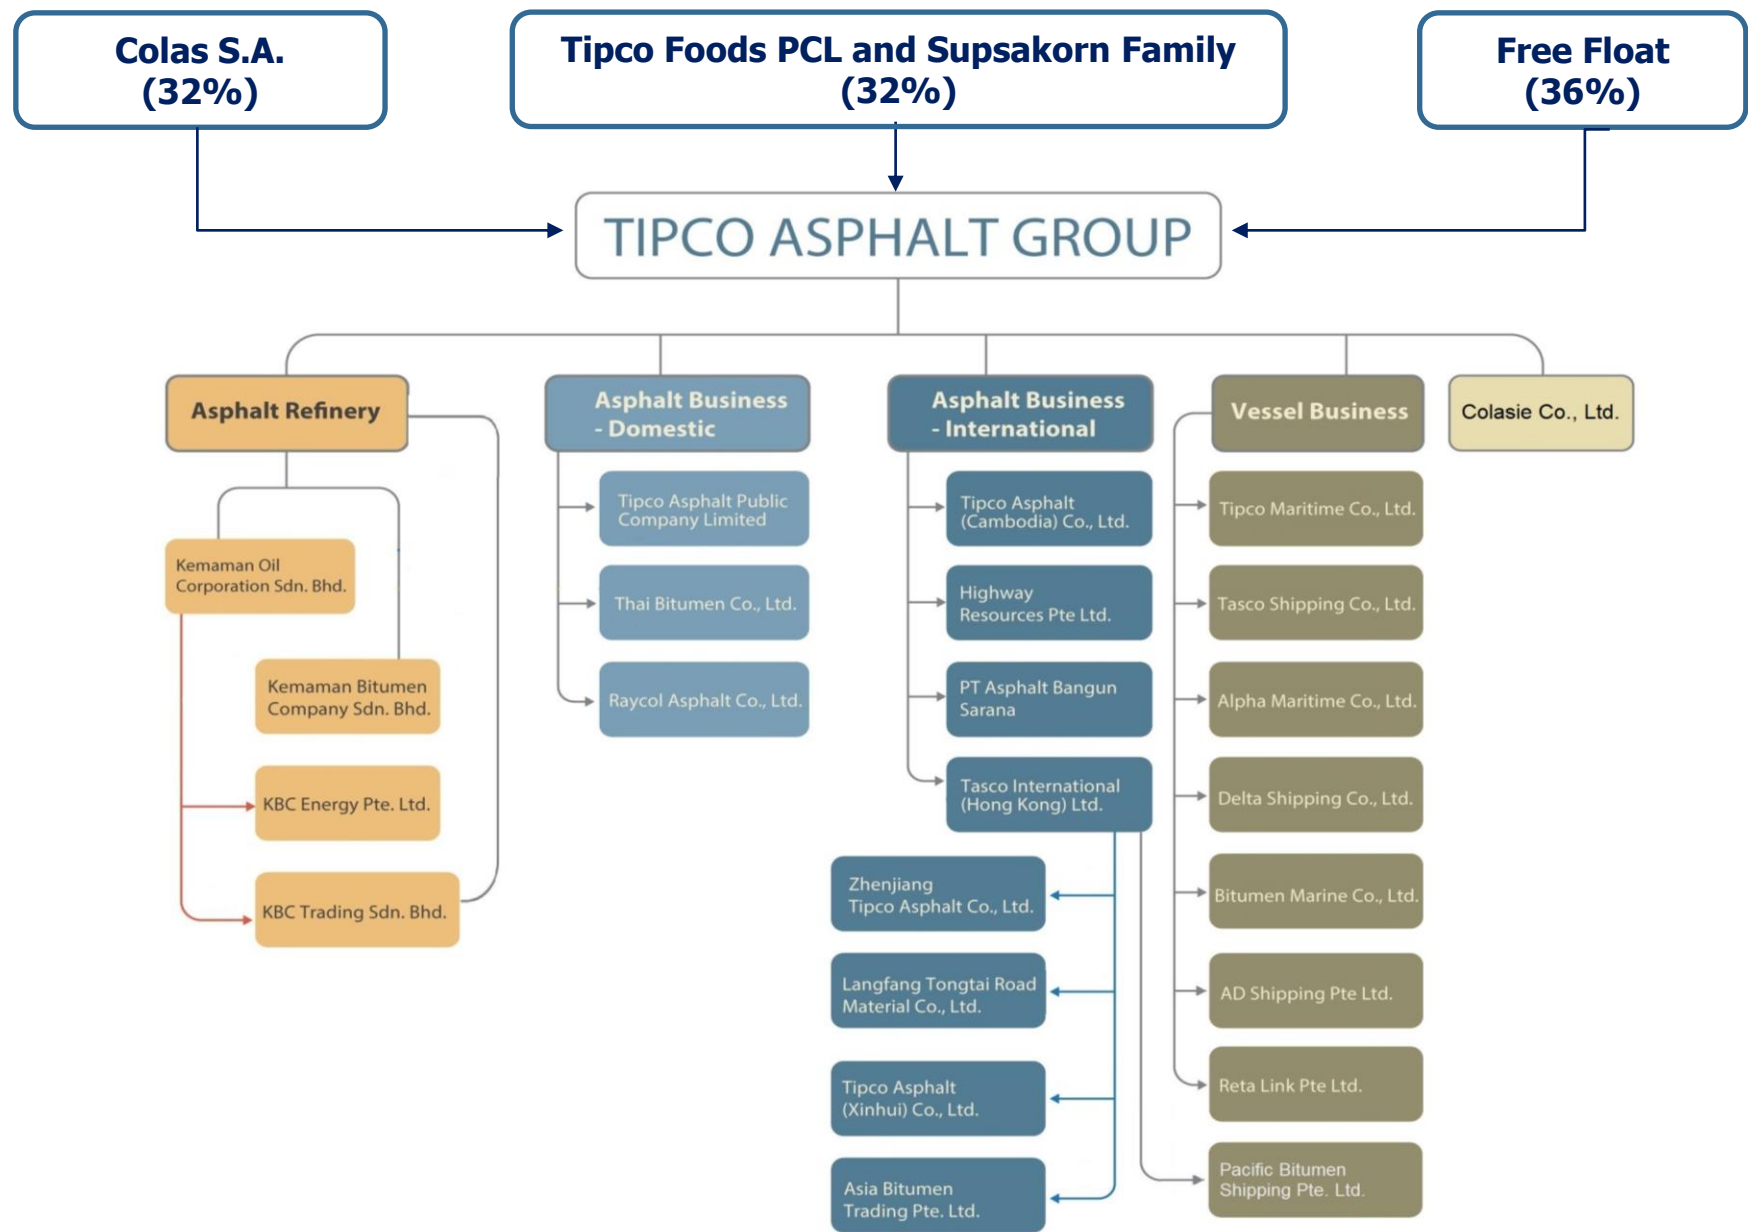 Colas S.A.
(32%)
Tipco Foods PCL and Supsakorn Family
(32%)
Free Float
(36%)
TIPCO ASPHALT GROUP
Asphalt Refinery
Asphalt Business
- Domestic
Asphalt Business
- International
Vessel Business
Colasie Co., Ltd.
Kemaman Oil
Corporation Sdn. Bhd.
Kemaman Bitumen
Company Sdn. Bhd.
KBC Energy Pte. Ltd.
KBC Trading Sdn. Bhd.
Tipco Asphalt Public
Company Limited
Thai Bitumen Co., Ltd.
Raycol Asphalt Co., Ltd.
Tipco Asphalt
(Cambodia) Co., Ltd.
Highway
Resources Pte Ltd.
PT Asphalt Bangun
Sarana
Tasco International
(Hong Kong) Ltd.
Zhenjiang
Tipco Asphalt Co., Ltd.
Langfang Tongtai Road
Material Co., Ltd.
Tipco Asphalt
(Xinhui) Co., Ltd.
Asia Bitumen
Trading Pte. Ltd.
Tipco Maritime Co., Ltd.
Tasco Shipping Co., Ltd.
Alpha Maritime Co., Ltd.
Delta Shipping Co., Ltd.
Bitumen Marine Co., Ltd.
AD Shipping Pte Ltd.
Reta Link Pte Ltd.
Pacific Bitumen
Shipping Pte. Ltd.